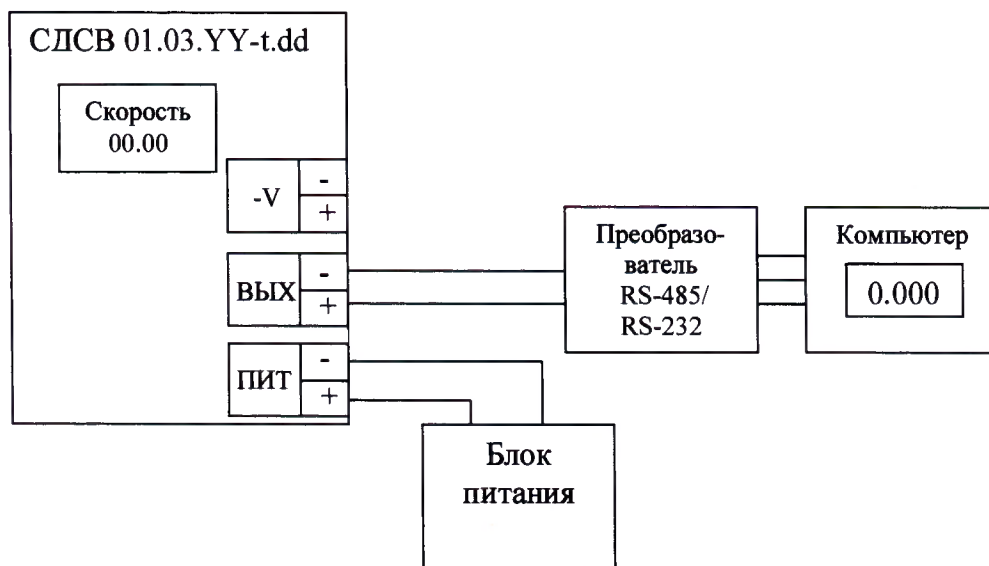 СДСВ 01.03.YY-t.dd
Скорость
00.00
-V
-
+
ВЫХ
-
+
ПИТ
-
+
Преобразо-
ватель
RS-485/
RS-232
Компьютер
0.000
Блок
питания